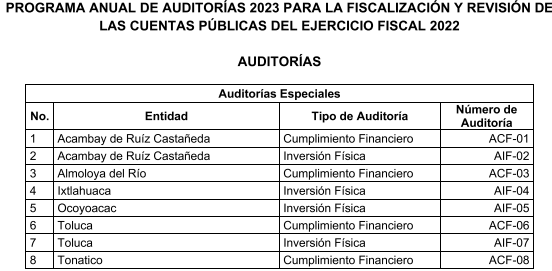 PROGRAMA ANUAL DE AUDITORÍAS 2023 PARA LA FISCALIZACIÓN Y REVISIÓN DE
LAS CUENTAS PÚBLICAS DEL EJERCICIO FISCAL 2022
AUDITORÍAS
Auditorías Especiales
No. Entidad Tipo de Auditoría Número de Auditoría
1 Acambay de Ruíz Castañeda Cumplimiento Financiero ACF-01
2 Acambay de Ruíz Castañeda Inversión Física AIF-02
3 Almoloya del Río Cumplimiento Financiero ACF-03
4 Ixtlahuaca Inversión Física AIF-04
5 Ocoyoacac Inversión Física AIF-05
6 Toluca Cumplimiento Financiero ACF-06
7 Toluca Inversión Física AIF-07
8 Tonatico Cumplimiento Financiero ACF-08